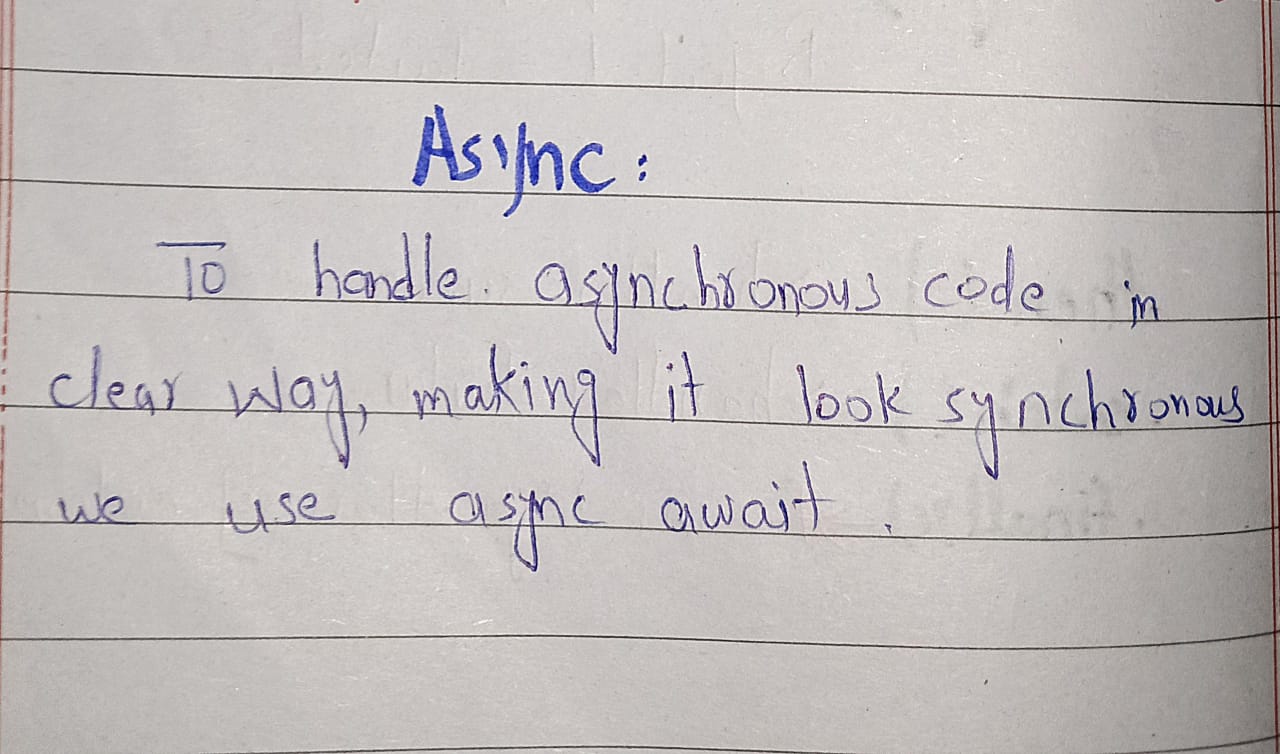 Async:
To handle. asynchronous code in
clear way, making it look synchronous
we use async await.